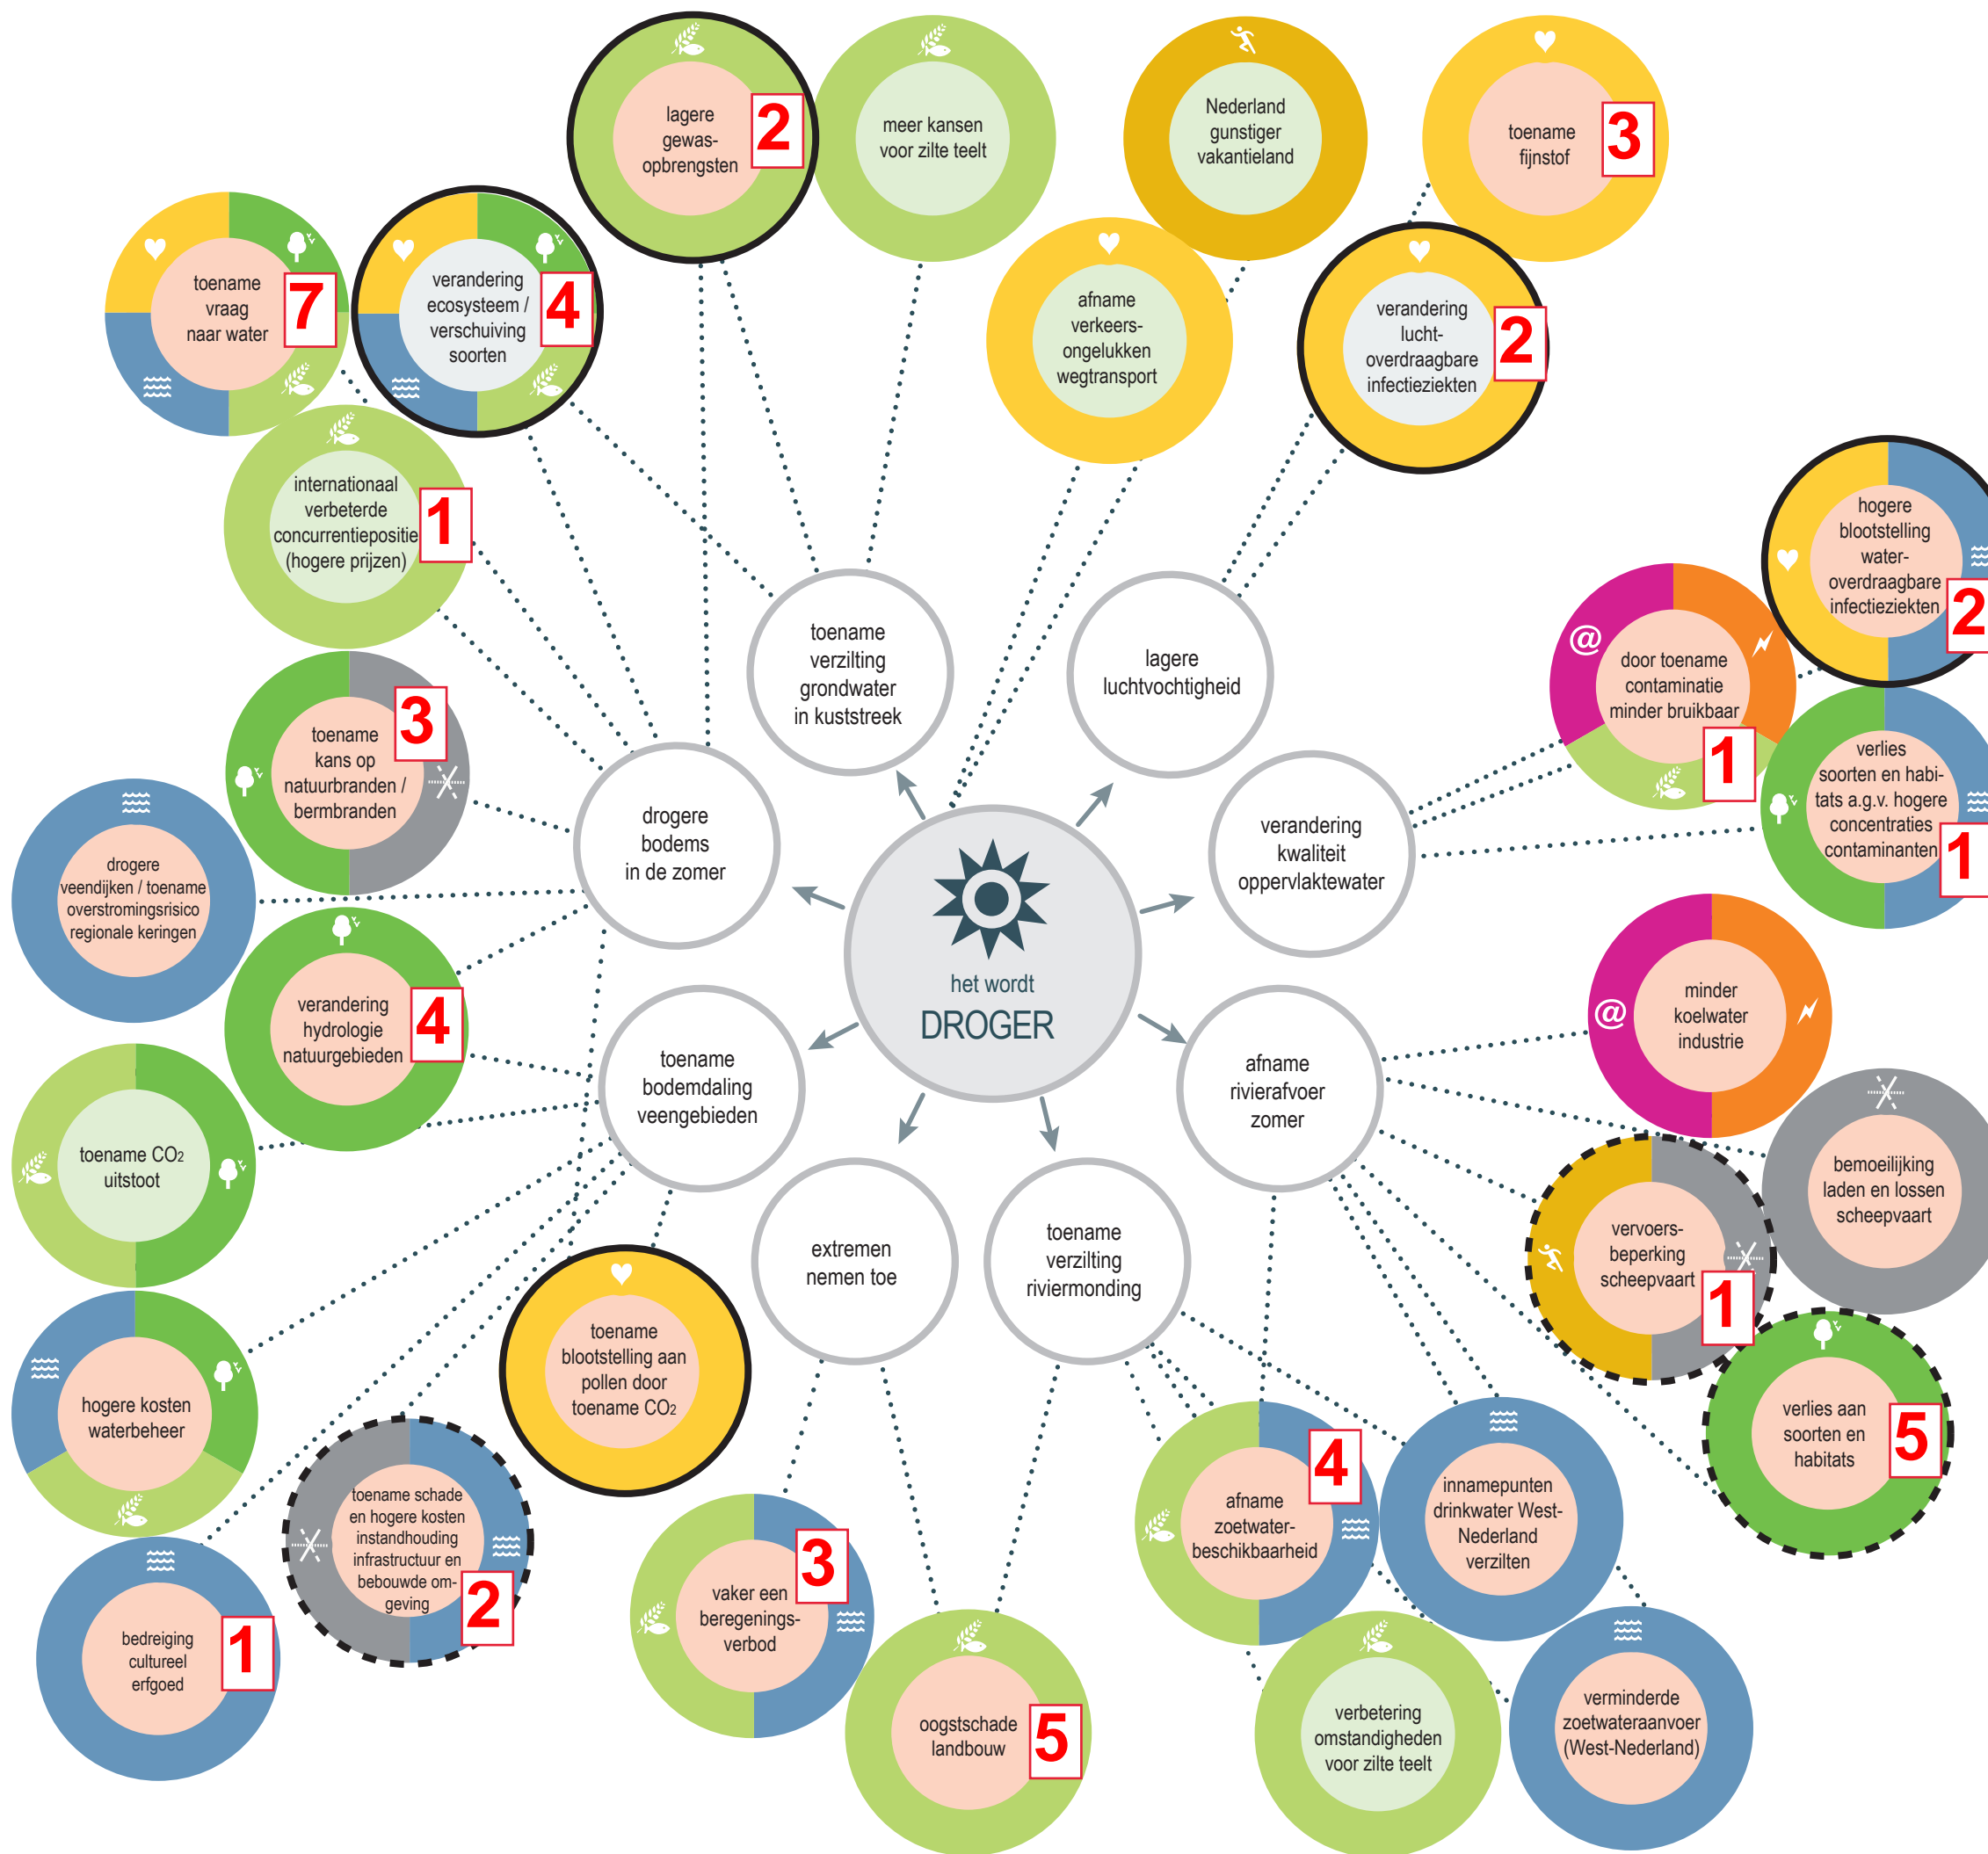 lagere
gewas-
opbrengsten
2
meer kansen
voor zilte teelt
Nederland
gunstiger
vakantieland
toename
fijnstof
3
toename
vraag
naar water
7
verandering
ecosysteem /
verschuiving
soorten
4
afname
verkeers-
ongelukken
wegtransport
verandering
lucht-
overdraagbare
infectieziekten
2
internationaal
verbeterde
concurrentiepositie
(hogere prijzen)
1
hogere
blootstelling
water-
overdraagbare
infectieziekten
2
toename
verzilting
grondwater
in kuststreek
lagere
luchtvochtigheid
@
door toename
contaminatie
minder bruikbaar
1
toename
kans op
natuurbranden /
bermbranden
3
drogere
bodems
in de zomer
verandering
kwaliteit
oppervlaktewater
verlies
soorten en habi-
tats a.g.v. hogere
concentraties
contaminanten
1
drogere
veendijken / toename
overstromingsrisico
regionale keringen
het wordt
DROGER
verandering
hydrologie
natuurgebieden
4
@
minder
koelwater
industrie
toename
bodemdaling
veengebieden
afname
rivierafvoer
zomer
toename CO2
uitstoot
bemoeilijking
laden en lossen
scheepvaart
vervoers-
beperking
scheepvaart
1
extremen
nemen toe
toename
verzilting
riviermonding
toename
blootstelling aan
pollen door
toename CO2
hogere kosten
waterbeheer
verlies aan
soorten en
habitats
5
toename schade
en hogere kosten
instandhouding
infrastructuur en
bebouwde om-
geving
2
afname
zoetwater-
beschikbaarheid
4
innamepunten
drinkwater West-
Nederland
verzilten
vaker een
beregenings-
verbod
3
bedreiging
cultureel
erfgoed
1
oogstschade
landbouw
5
verbetering
omstandigheden
voor zilte teelt
verminderde
zoetwateraanvoer
(West-Nederland)